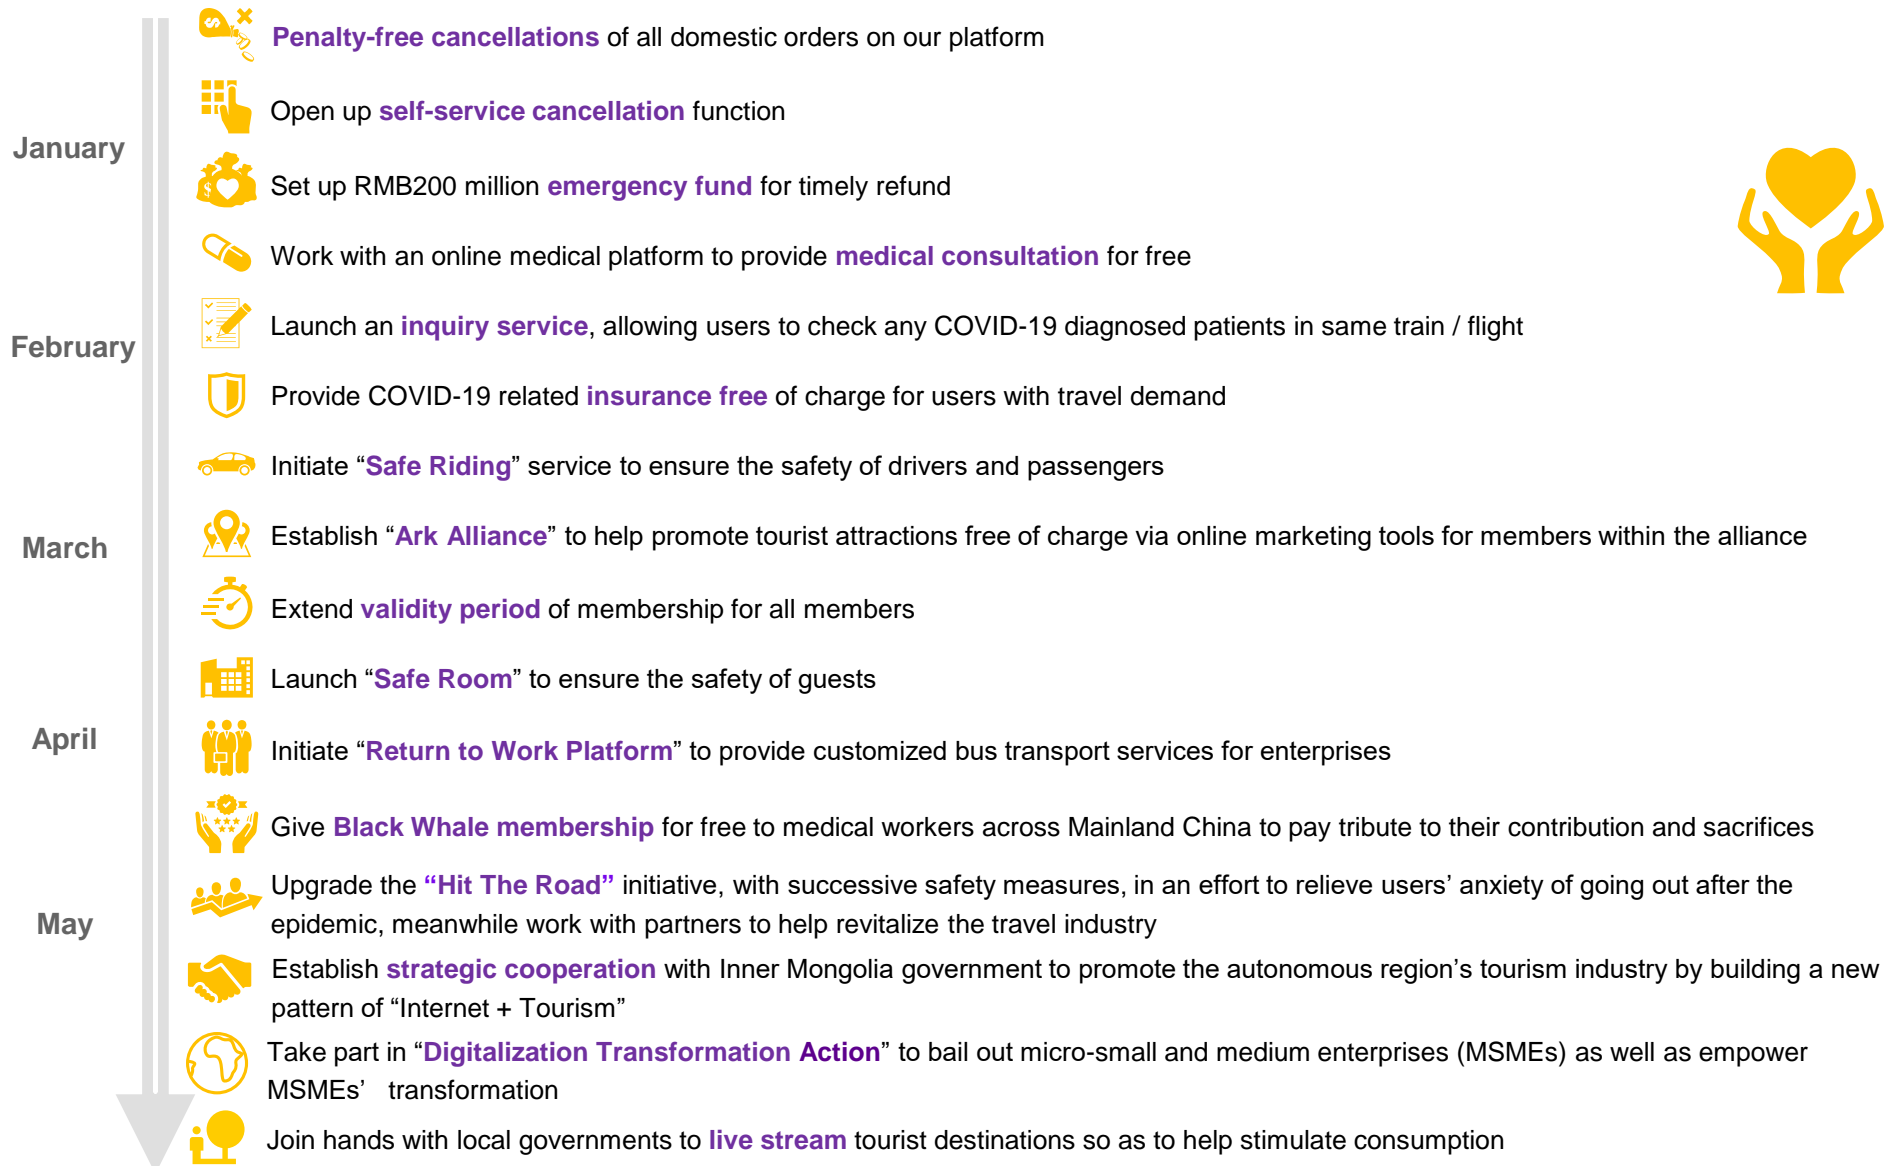 Penalty-free cancellations of all domestic orders on our platform
Open up self-service cancellation function
January
Set up RMB200 million emergency fund for timely refund
Work with an online medical platform to provide medical consultation for free
Launch an inquiry service, allowing users to check any COVID-19 diagnosed patients in same train / flight
February
Provide COVID-19 related insurance free of charge for users with travel demand
Initiate “Safe Riding” service to ensure the safety of drivers and passengers
Establish “Ark Alliance” to help promote tourist attractions free of charge via online marketing tools for members within the alliance
March
Extend validity period of membership for all members
Launch “Safe Room” to ensure the safety of guests
April
Initiate “Return to Work Platform” to provide customized bus transport services for enterprises
Give Black Whale membership for free to medical workers across Mainland China to pay tribute to their contribution and sacrifices
Upgrade the “Hit The Road” initiative, with successive safety measures, in an effort to relieve users’ anxiety of going out after the
epidemic, meanwhile work with partners to help revitalize the travel industry
May
Establish strategic cooperation with Inner Mongolia government to promote the autonomous region’s tourism industry by building a new
pattern of “Internet + Tourism”
Take part in “Digitalization Transformation Action” to bail out micro-small and medium enterprises (MSMEs) as well as empower
MSMEs’ transformation
Join hands with local governments to live stream tourist destinations so as to help stimulate consumption